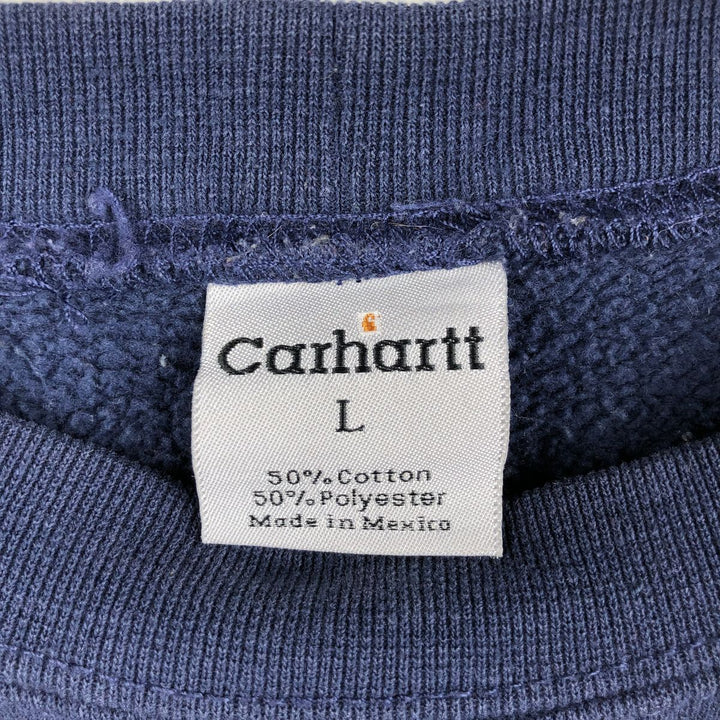 Carhartt
L
50% Cotton
50% Polyester
Made in Mexico